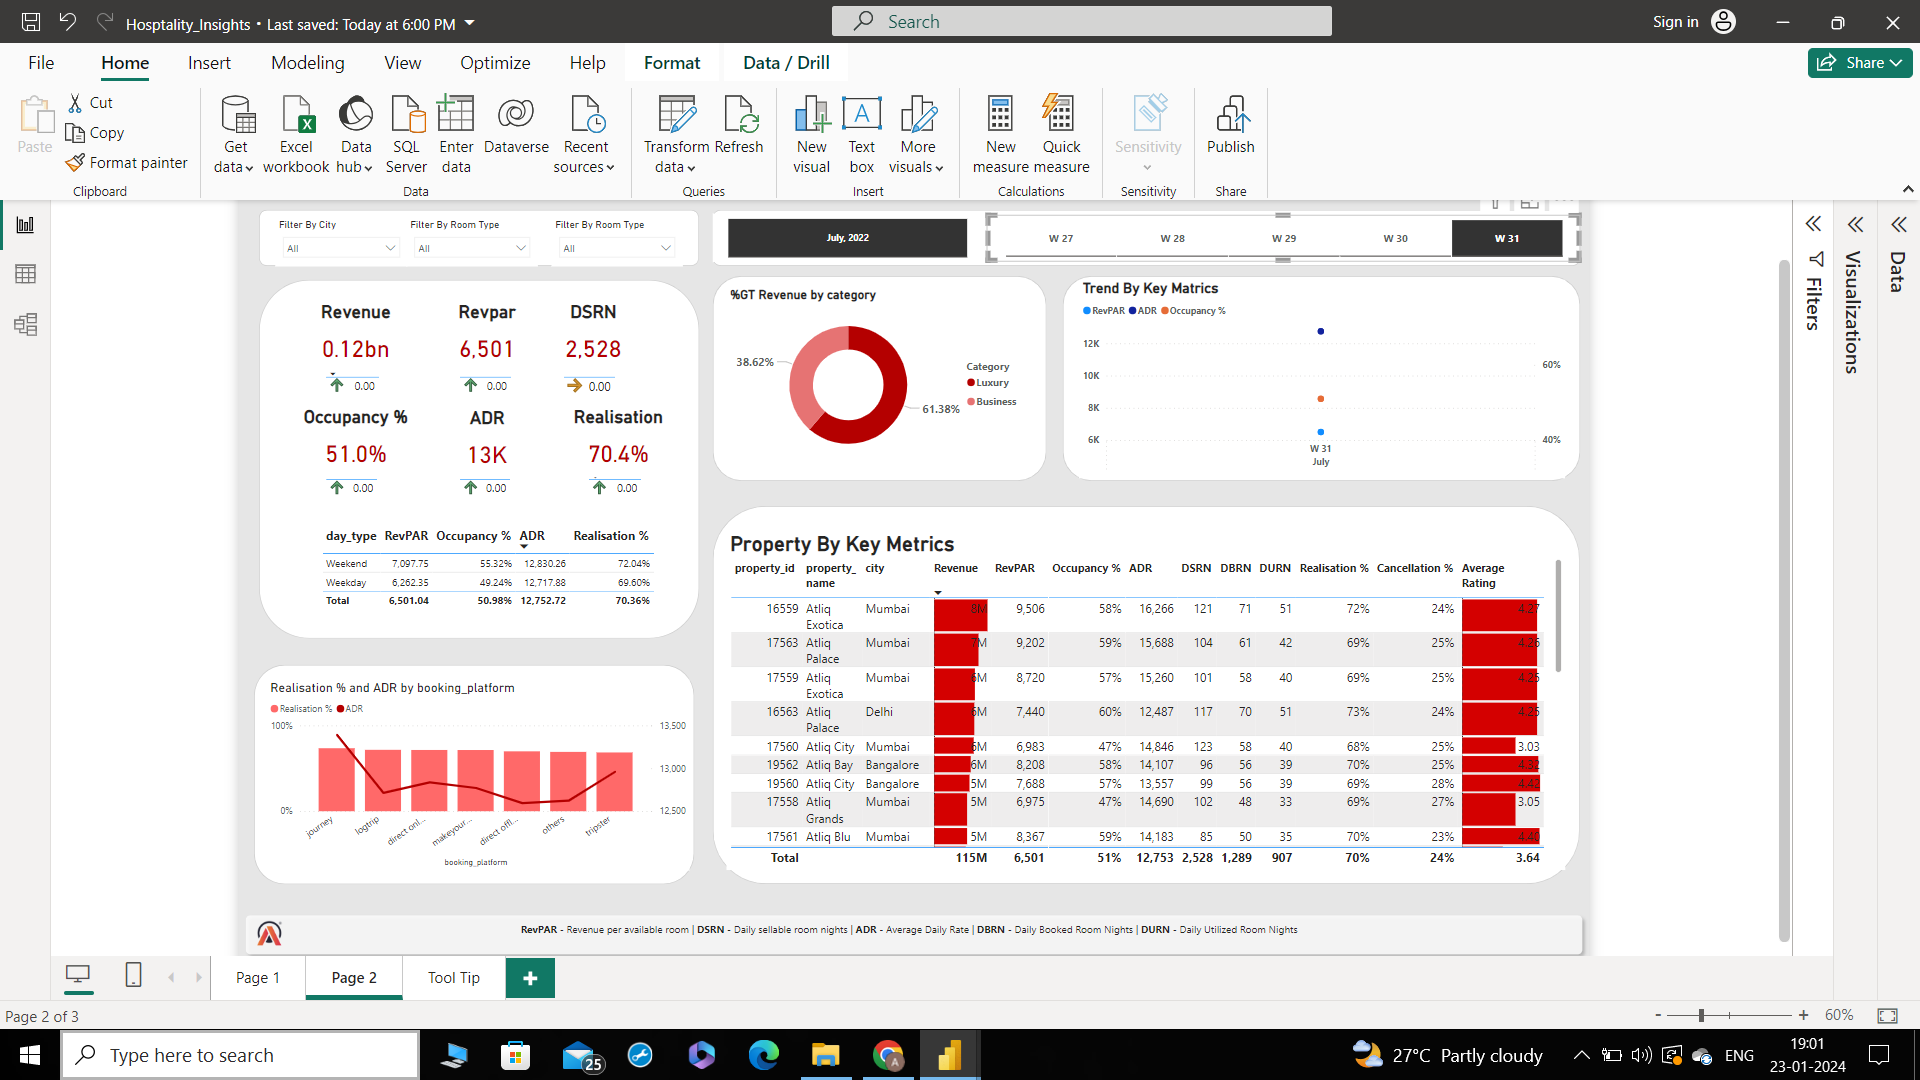 Hosptality_Insights • Last saved: Today at 6:00 PM
Search
Sign in
File
Home
Insert
Modeling
View
Optimize
Help
Format
Data / Drill
Share
Paste
Cut
Copy
Format painter
Clipboard
Get data
Excel workbook
Data hub
SQL Server
Enter data
Dataverse
Recent sources
Data
Transform data
Refresh
Queries
New visual
Text box
More visuals
Insert
New measure
Quick measure
Calculations
Sensitivity
Sensitivity
Publish
Share
Filter By City
All
Filter By Room Type
All
Filter By Room Type
All
July, 2022
W 27
W 28
W 29
W 30
W 31
Filters
Visualizations
Data
Revenue
Revpar
DSRN
0.12bn
6,501
2,528
0.00
0.00
0.00
Occupancy %
ADR
Realisation
51.0%
13K
70.4%
0.00
0.00
0.00
day_type RevPAR Occupancy % ADR Realisation %
Weekend 7,097.75 55.32% 12,830.26 72.04%
Weekday 6,262.35 49.24% 12,717.88 69.60%
Total 6,501.04 50.98% 12,752.72 70.36%
%GT Revenue by category
38.62%
61.38%
Category
Luxury
Business
Trend By Key Matrics
RevPAR ADR Occupancy %
12K
10K
8K
6K
60%
40%
W 31
July
Realisation % and ADR by booking_platform
Realisation % ADR
100%
0%
13,500
13,000
12,500
journey
logtrip
direct onl...
makeyour...
direct offl...
others
tripster
booking_platform
Property By Key Metrics
property_id property_name city Revenue RevPAR Occupancy % ADR DSRN DBRN DURN Realisation % Cancellation % Average Rating
16559 Atliq Exotica Mumbai 8M 9,506 58% 16,266 121 71 51 72% 24% 4.27
17563 Atliq Palace Mumbai 7M 9,202 59% 15,688 104 61 42 69% 25% 4.26
17559 Atliq Exotica Mumbai 6M 8,720 57% 15,260 101 58 40 69% 25% 4.25
16563 Atliq Palace Delhi 6M 7,440 60% 12,487 117 70 51 73% 24% 4.25
17560 Atliq City Mumbai 6M 6,983 47% 14,846 123 58 40 68% 25% 3.03
19562 Atliq Bay Bangalore 6M 8,208 58% 14,107 96 56 39 70% 25% 4.32
19560 Atliq City Bangalore 5M 7,688 57% 13,557 99 56 39 69% 28% 4.42
17558 Atliq Grands Mumbai 5M 6,975 47% 14,690 102 48 33 69% 27% 3.05
17561 Atliq Blu Mumbai 5M 8,367 59% 14,183 85 50 35 70% 23% 4.40
Total 115M 6,501 51% 12,753 2,528 1,289 907 70% 24% 3.64
RevPAR - Revenue per available room | DSRN - Daily sellable room nights | ADR - Average Daily Rate | DBRN - Daily Booked Room Nights | DURN - Daily Utilized Room Nights
Page 1
Page 2
Tool Tip
Page 2 of 3
60%
Type here to search
25
27°C Partly cloudy
ENG
19:01
23-01-2024